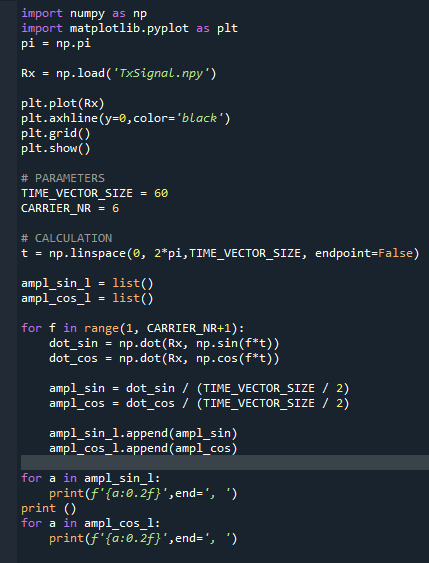 import numpy as np
import matplotlib.pyplot as plt
pi = np.pi

Rx = np.load('TxSignal.npy')

plt.plot(Rx)
plt.axhline(y=0,color='black')
plt.grid()
plt.show()

# PARAMETERS
TIME_VECTOR_SIZE = 60
CARRIER_NR = 6

# CALCULATION
t = np.linspace(0, 2*pi,TIME_VECTOR_SIZE, endpoint=False)

ampl_sin_l = list()
ampl_cos_l = list()

for f in range(1, CARRIER_NR+1):
    dot_sin = np.dot(Rx, np.sin(f*t))
    dot_cos = np.dot(Rx, np.cos(f*t))

    ampl_sin = dot_sin / (TIME_VECTOR_SIZE / 2)
    ampl_cos = dot_cos / (TIME_VECTOR_SIZE / 2)

    ampl_sin_l.append(ampl_sin)
    ampl_cos_l.append(ampl_cos)

for a in ampl_sin_l:
    print(f'{a:0.2f}',end=', ')
print ()
for a in ampl_cos_l:
    print(f'{a:0.2f}',end=', ')